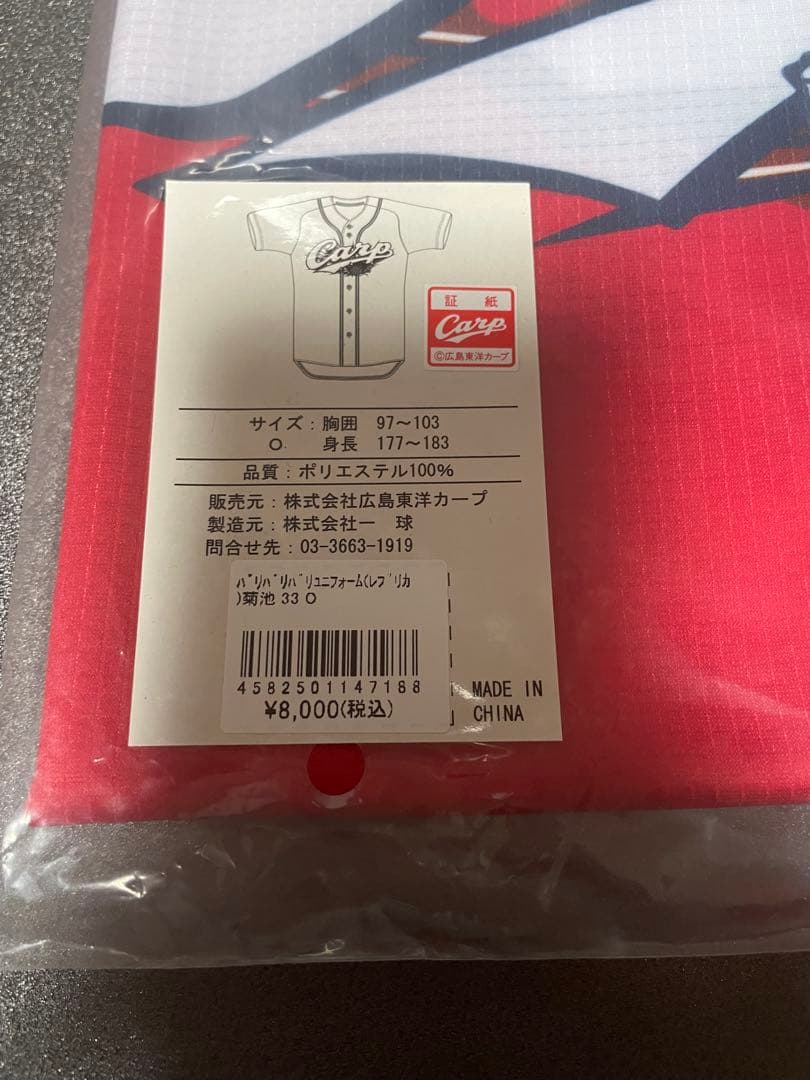 Carp
証 紙
Carp
©広島東洋カープ
サイズ:胸囲 97～103
O. 身長 177～183
品質:ポリエステル100%
販売元:株式会社広島東洋カープ
製造元:株式会社一 球
問合せ先:03-3663-1919
ﾊﾞﾘﾊﾞﾘﾊﾞﾘﾕﾆﾌｫｰﾑ(ﾚﾌﾟﾘｶ
)菊池 33 O
4582501147188
¥8,000(税込)
MADE IN
CHINA